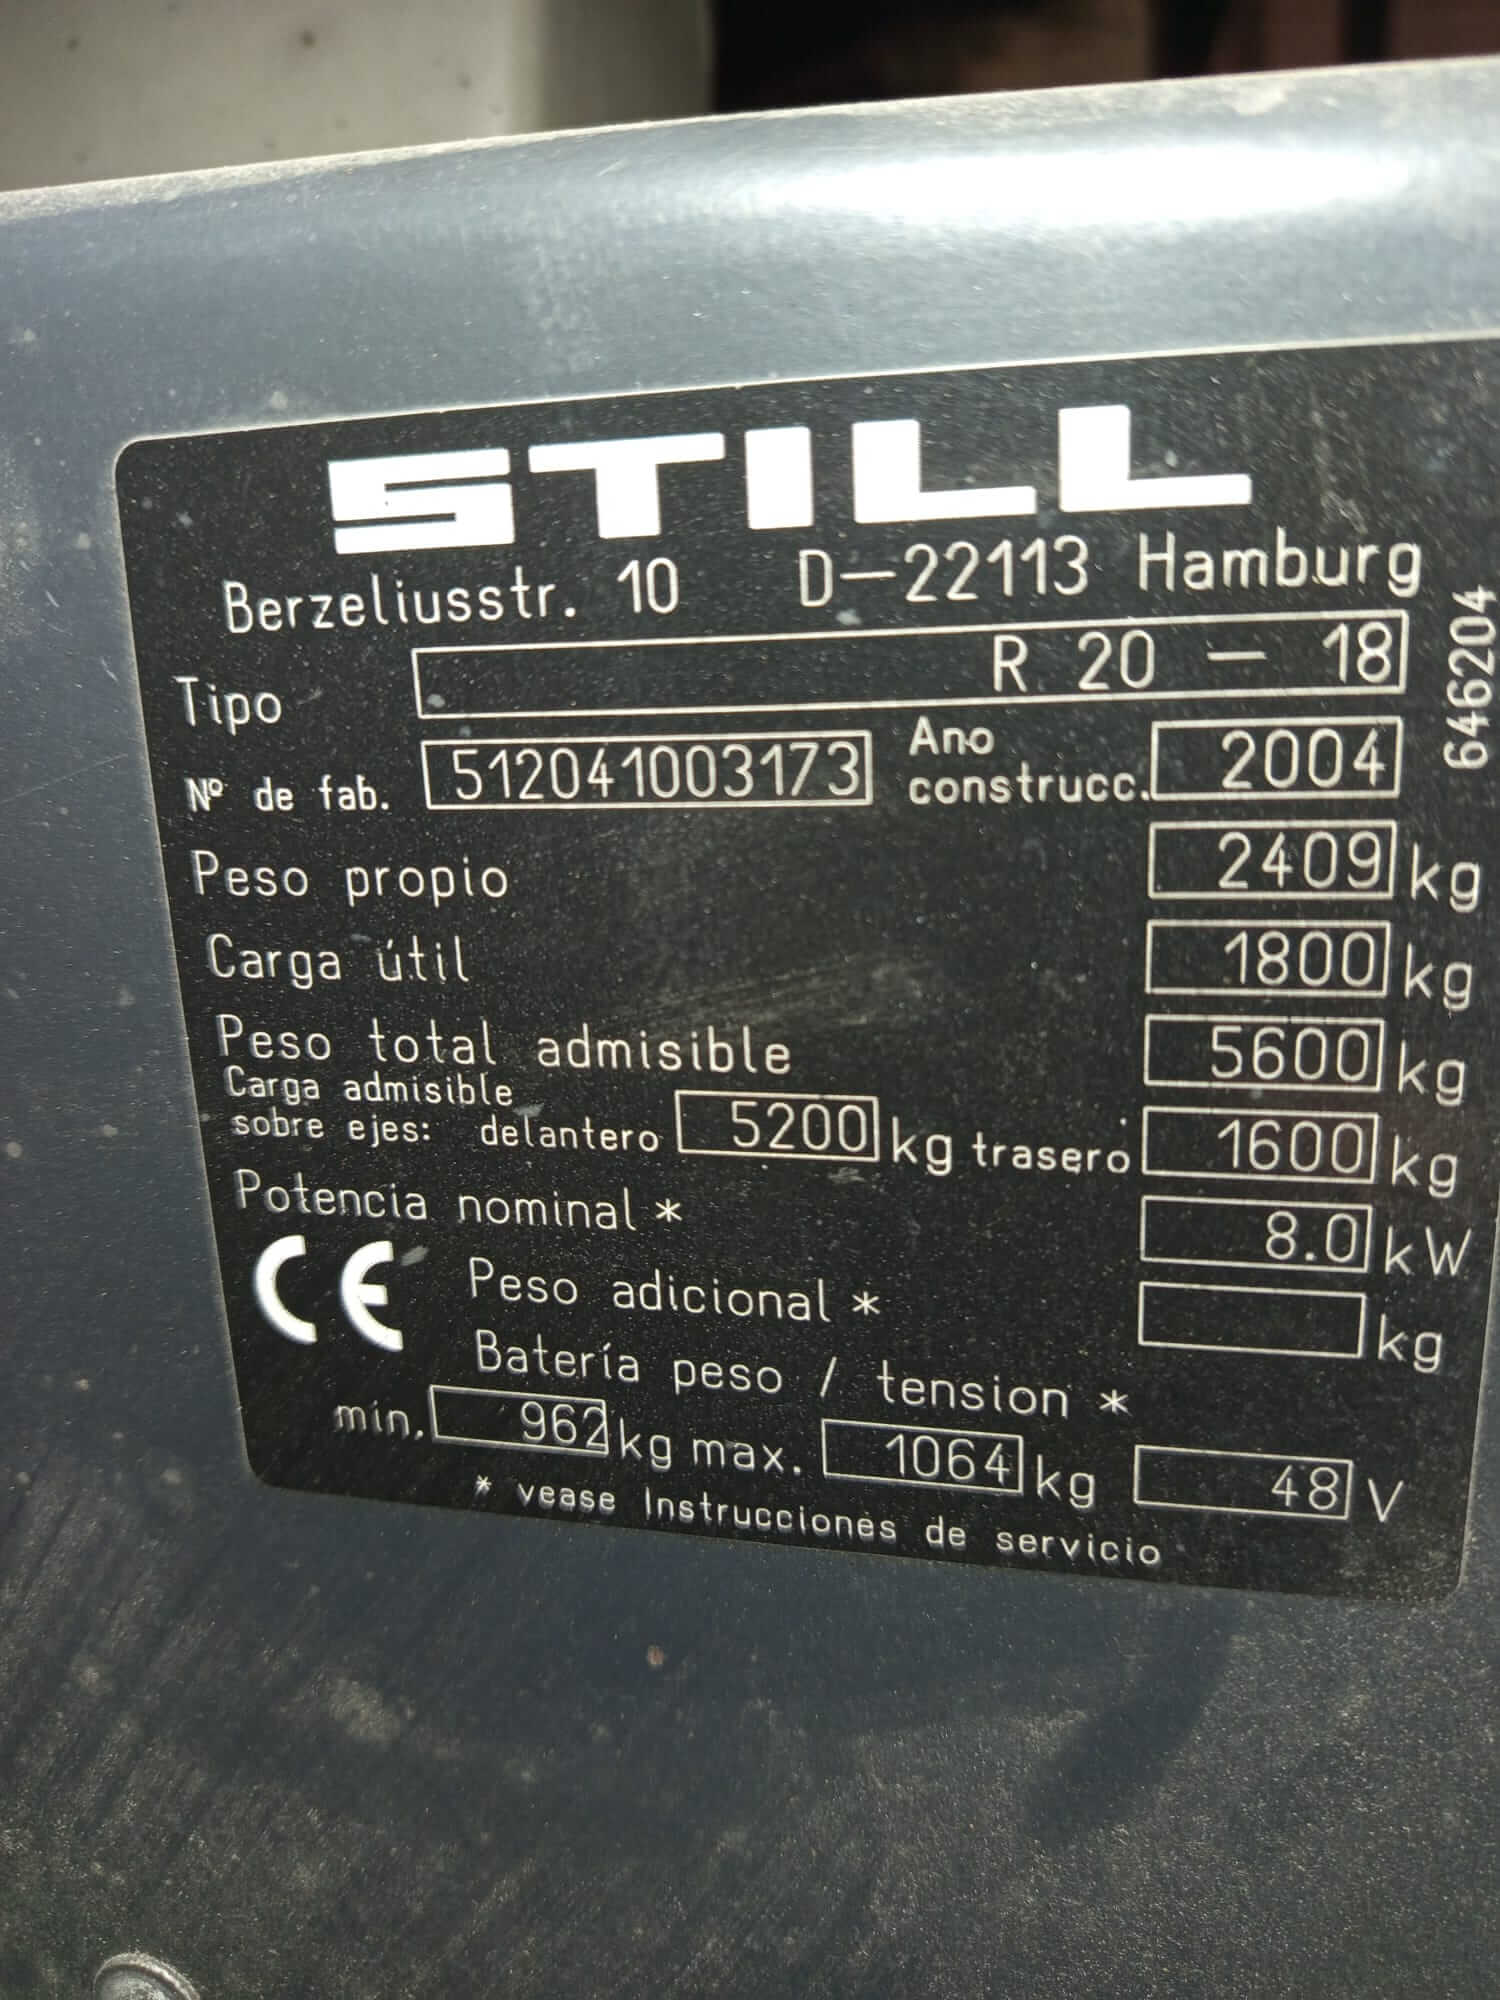 STILL
Berzeliusstr. 10 D-22113 Hamburg
Tipo R 20 - 18
Nº de fab. 512041003173 Ano construcc. 2004
Peso propio 2409 kg
Carga útil 1800 kg
Peso total admisible 5600 kg
Carga admisible
sobre ejes: delantero 5200 kg trasero 1600 kg
Potencia nominal * 8.0 kW
CE Peso adicional * kg
Batería peso / tension *
min. 962 kg max. 1064 kg 48 V
* vease Instrucciones de servicio
646204